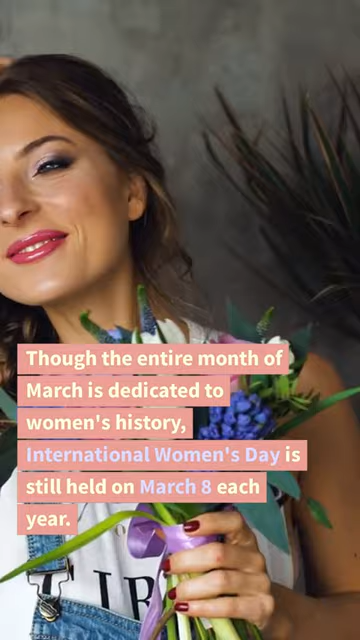 Though the entire month of
March is dedicated to
women's history,
International Women's Day is
still held on March 8 each
year.